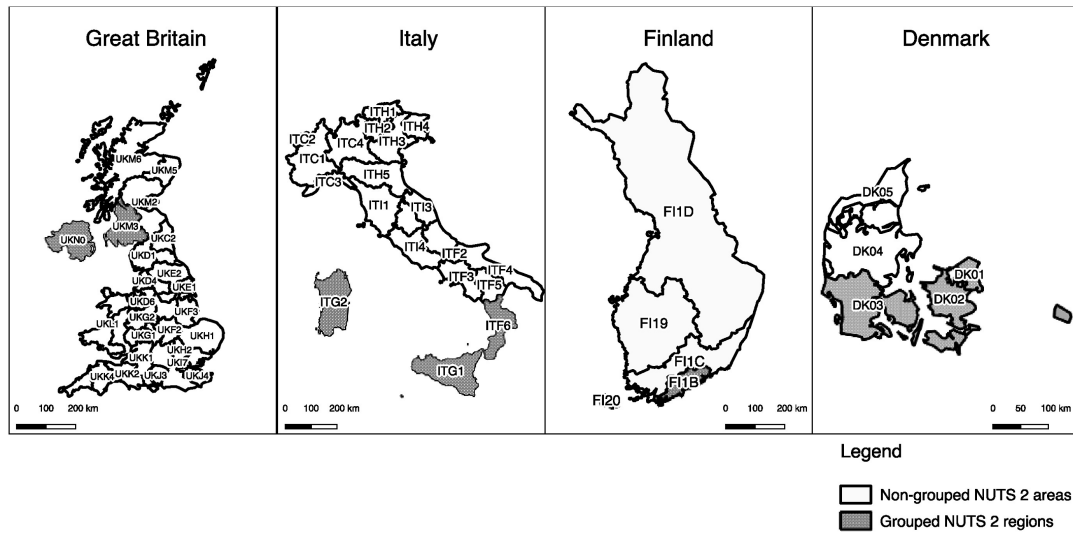 Great Britain
Italy
Finland
Denmark
UKM6
UKM5
UKM2
UKM3
UKN0
UKC2
UKD1
UKE2
UKD4
UKE1
UKD6
UKF3
UKG2
UKL1
UKF2
UKH1
UKG1
UKH2
UKK1
UKI7
UKK4
UKK2
UKJ3
UKJ4
0 100 200 km
ITH1
ITH2
ITH4
ITC2
ITC4
ITH3
ITC1
ITH5
ITC3
ITI1
ITI3
ITI4
ITF2
ITF4
ITF3
ITF5
ITG2
ITF6
ITG1
0 100 200 km
FI1D
FI19
FI1C
FI1B
FI20
0 100 200 km
DK05
DK04
DK01
DK02
DK03
0 50 100 km
Legend
Non-grouped NUTS 2 areas
Grouped NUTS 2 regions